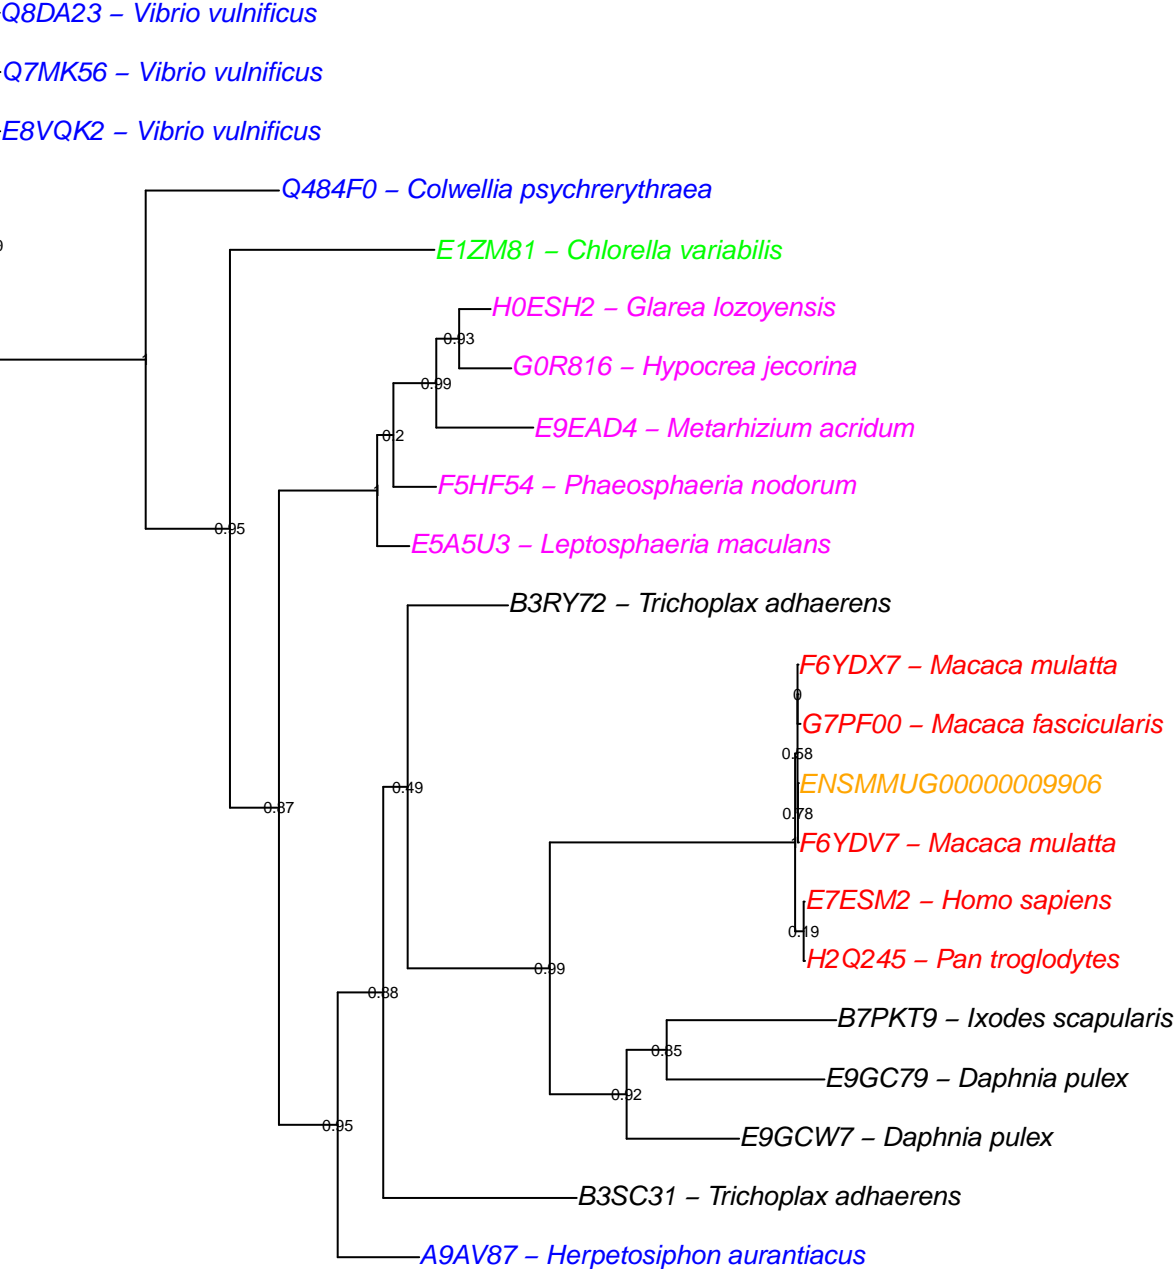 Q8DA23 – Vibrio vulnificus
Q7MK56 – Vibrio vulnificus
E8VQK2 – Vibrio vulnificus
Q484F0 – Colwellia psychrerythraea
9
E1ZM81 – Chlorella variabilis
H0ESH2 – Glarea lozoyensis
0.93
1
G0R816 – Hypocrea jecorina
0.99
E9EAD4 – Metarhizium acridum
0.2
F5HF54 – Phaeosphaeria nodorum
1
0.95
E5A5U3 – Leptosphaeria maculans
B3RY72 – Trichoplax adhaerens
F6YDX7 – Macaca mulatta
0
G7PF00 – Macaca fascicularis
0.58
ENSMMUG00000009906
0.49
0.87
0.78
F6YDV7 – Macaca mulatta
1
E7ESM2 – Homo sapiens
0.19
H2Q245 – Pan troglodytes
0.99
0.88
B7PKT9 – Ixodes scapularis
0.85
E9GC79 – Daphnia pulex
0.92
0.95
E9GCW7 – Daphnia pulex
B3SC31 – Trichoplax adhaerens
A9AV87 – Herpetosiphon aurantiacus